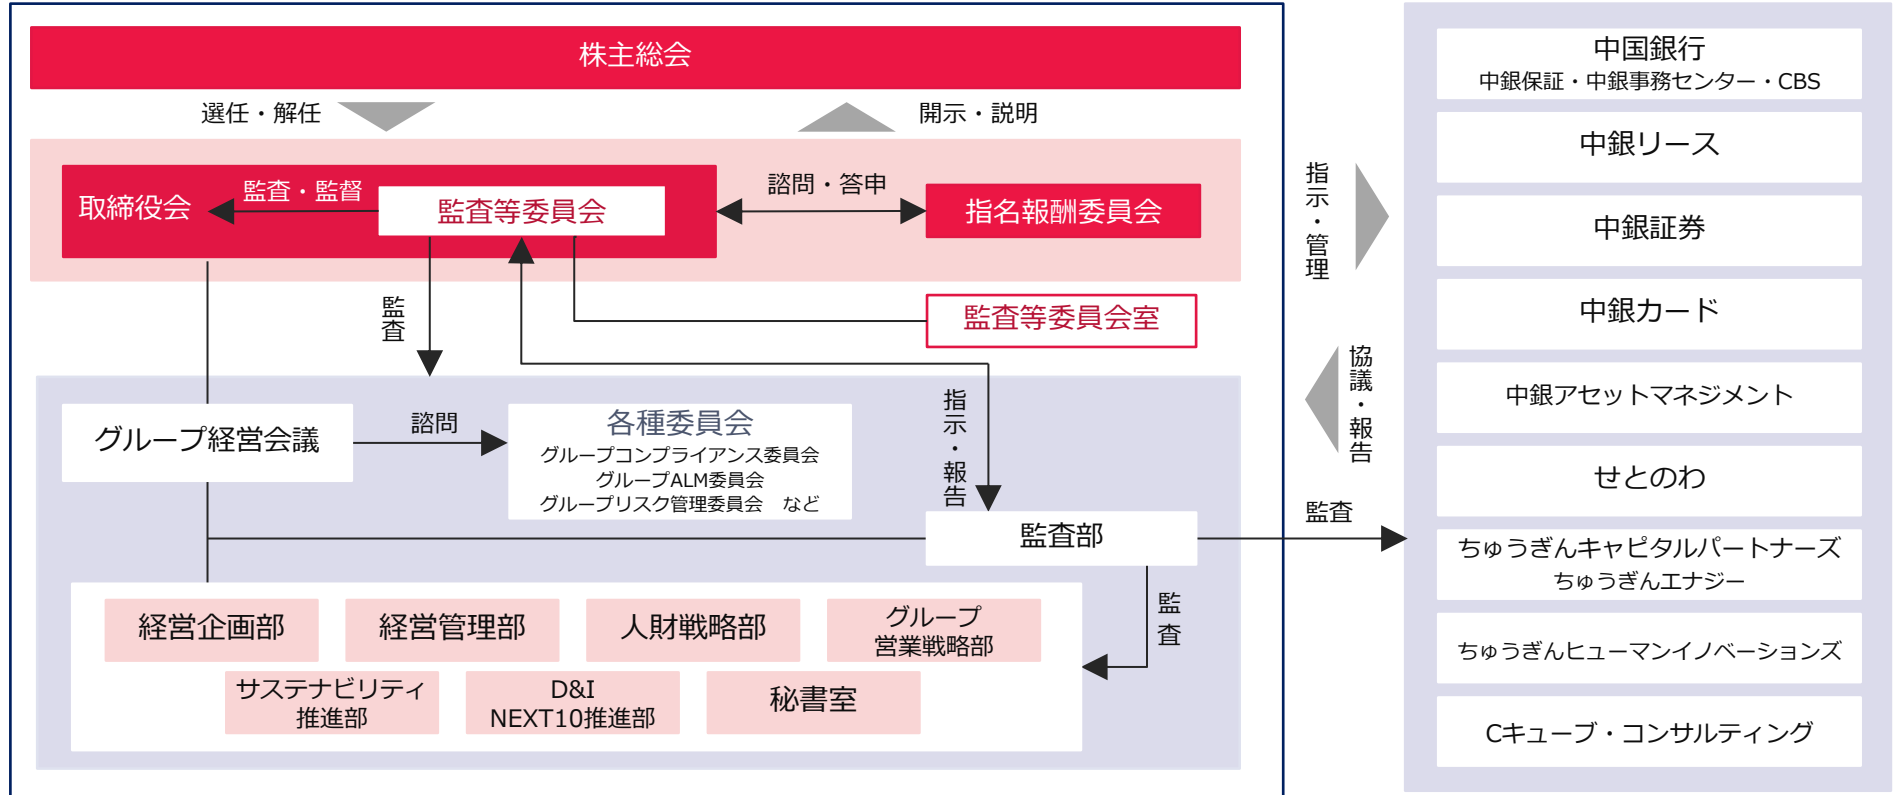 株主総会
選任・解任
開示・説明
取締役会
監査・監督
監査等委員会
諮問・答申
指名報酬委員会
監査等委員会室
監査
グループ経営会議
諮問
各種委員会
グループコンプライアンス委員会
グループALM委員会
グループリスク管理委員会　など
指示・報告
監査部
監査
経営企画部
経営管理部
人財戦略部
グループ
営業戦略部
サステナビリティ
推進部
D&I
NEXT10推進部
秘書室
指示・管理
協議・報告
監査
中国銀行
中銀保証・中銀事務センター・CBS
中銀リース
中銀証券
中銀カード
中銀アセットマネジメント
せとのわ
ちゅうぎんキャピタルパートナーズ
ちゅうぎんエナジー
ちゅうぎんヒューマンイノベーションズ
Cキューブ・コンサルティング